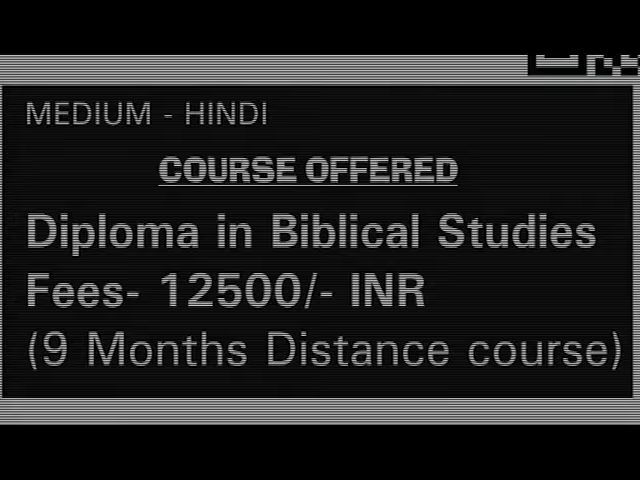 MEDIUM - HINDI
COURSE OFFERED
Diploma in Biblical Studies
Fees- 12500/- INR
(9 Months Distance course)